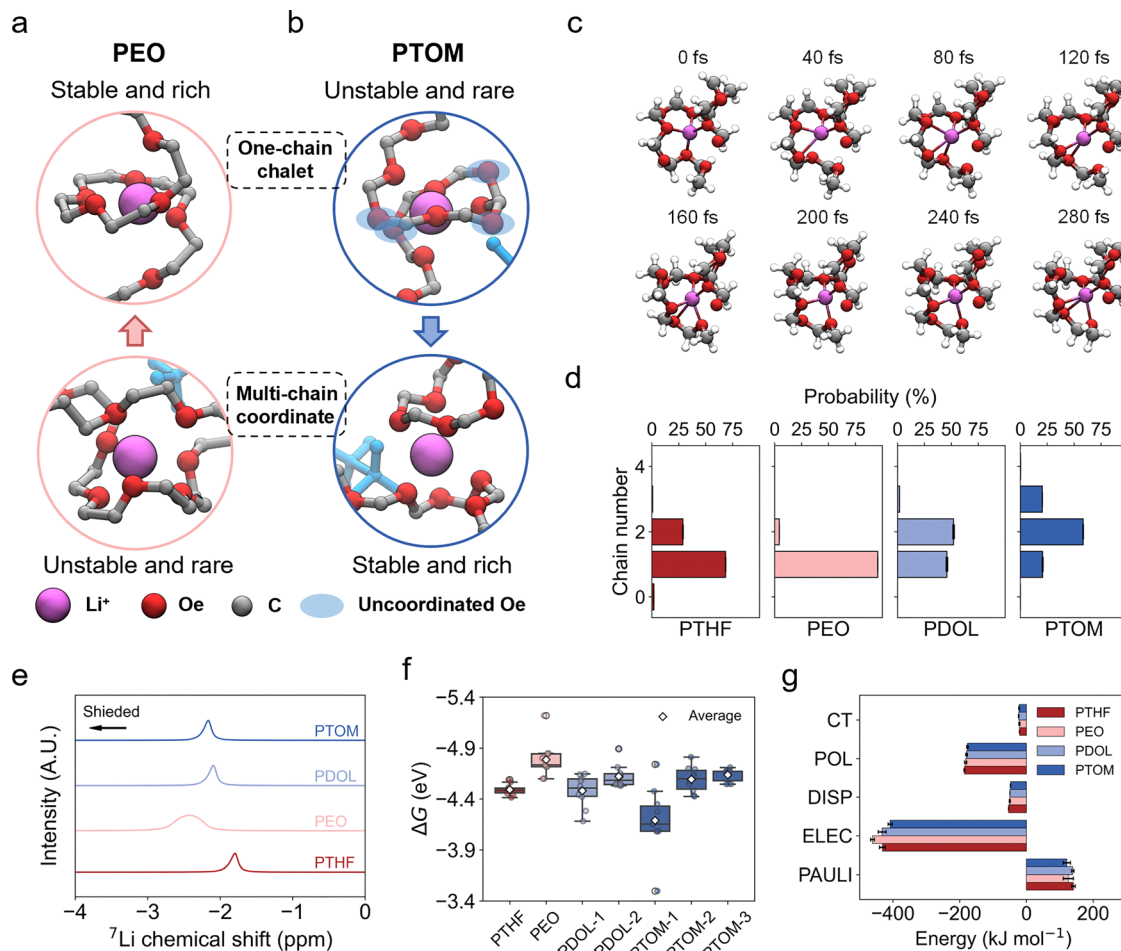 a
PEO
Stable and rich
b
PTOM
Unstable and rare
One-chain
chalet
Multi-chain
coordinate
Unstable and rare
Stable and rich
Li⁺
Oe
C
Uncoordinated Oe
c
0 fs
40 fs
80 fs
120 fs
160 fs
200 fs
240 fs
280 fs
d
Probability (%)
0 25 50 75
0 25 50 75
0 25 50 75
0 25 50 75
Chain number
4
2
0
PTHF
PEO
PDOL
PTOM
e
Shieded
Intensity (A.U.)
PTOM
PDOL
PEO
PTHF
−4 −3 −2 −1 0
⁷Li chemical shift (ppm)
f
ΔG (eV)
−5.4
−4.9
−4.4
−3.9
−3.4
Average
PTHF
PEO
PDOL-1
PDOL-2
PTOM-1
PTOM-2
PTOM-3
g
CT
POL
DISP
ELEC
PAULI
PTHF
PEO
PDOL
PTOM
−400 −200 0 200
Energy (kJ mol⁻¹)